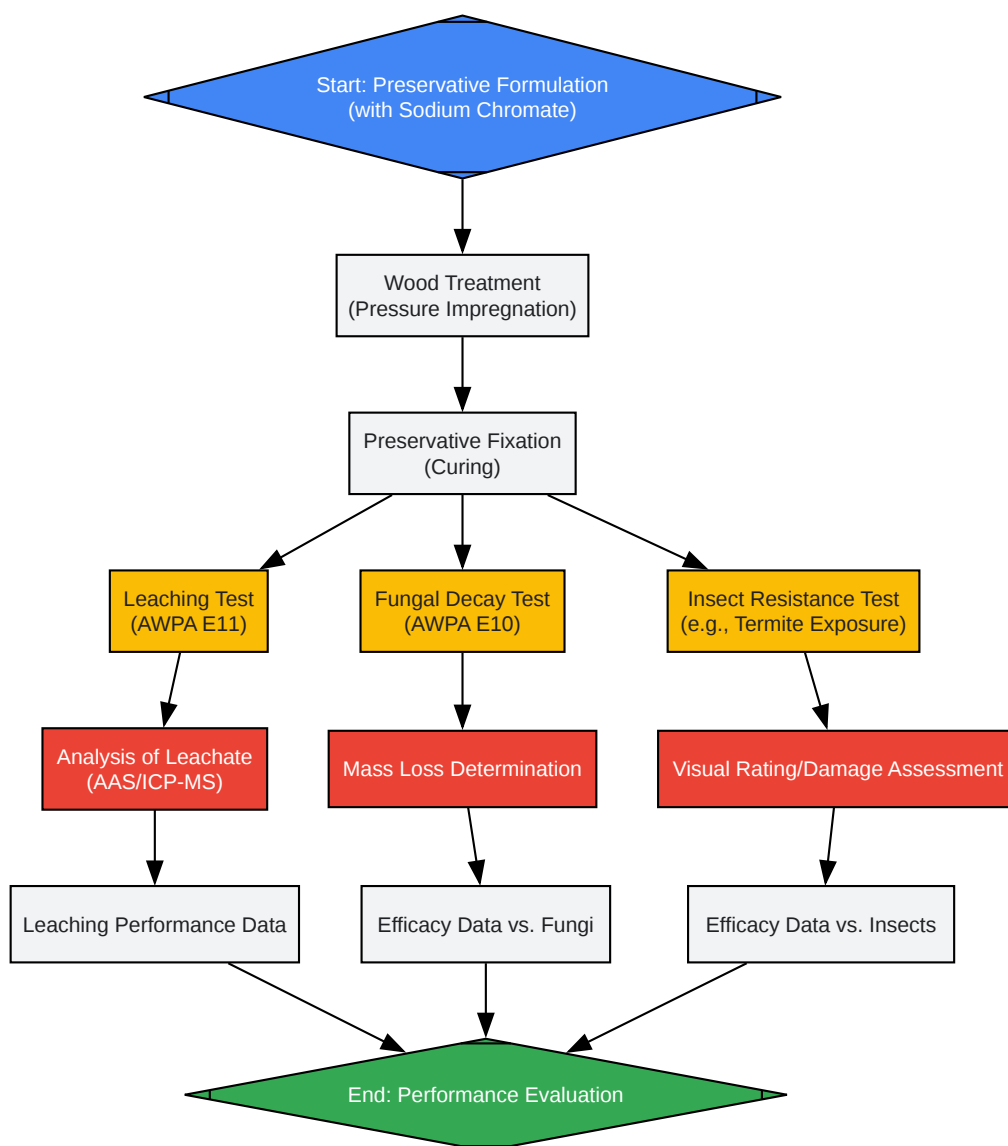 Start: Preservative Formulation
(with Sodium Chromate)
Wood Treatment
(Pressure Impregnation)
Preservative Fixation
(Curing)
Leaching Test
(AWPA E11)
Fungal Decay Test
(AWPA E10)
Insect Resistance Test
(e.g., Termite Exposure)
Analysis of Leachate
(AAS/ICP-MS)
Mass Loss Determination
Visual Rating/Damage Assessment
Leaching Performance Data
Efficacy Data vs. Fungi
Efficacy Data vs. Insects
End: Performance Evaluation